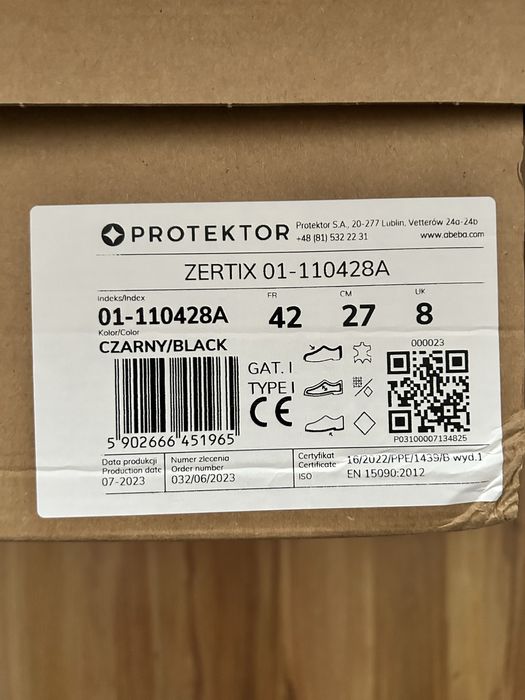 PROTEKTOR
Protektor S.A., 20-277 Lublin, Vetterów 24a-24b
+48 (81) 532 22 31 www.abeba.com
ZERTIX 01-110428A
Indeks/Index FR CM UK
01-110428A 42 27 8
Kolor/Color
CZARNY/BLACK
000023
GAT. I
TYPE I
CE
5 902666 451965
P03100007134825
Data produkcji
Production date
07-2023
Numer zlecenia
Order number
032/06/2023
Certyfikat
Certificate
16/2022/PPE/1439/B wyd.1
ISO EN 15090:2012